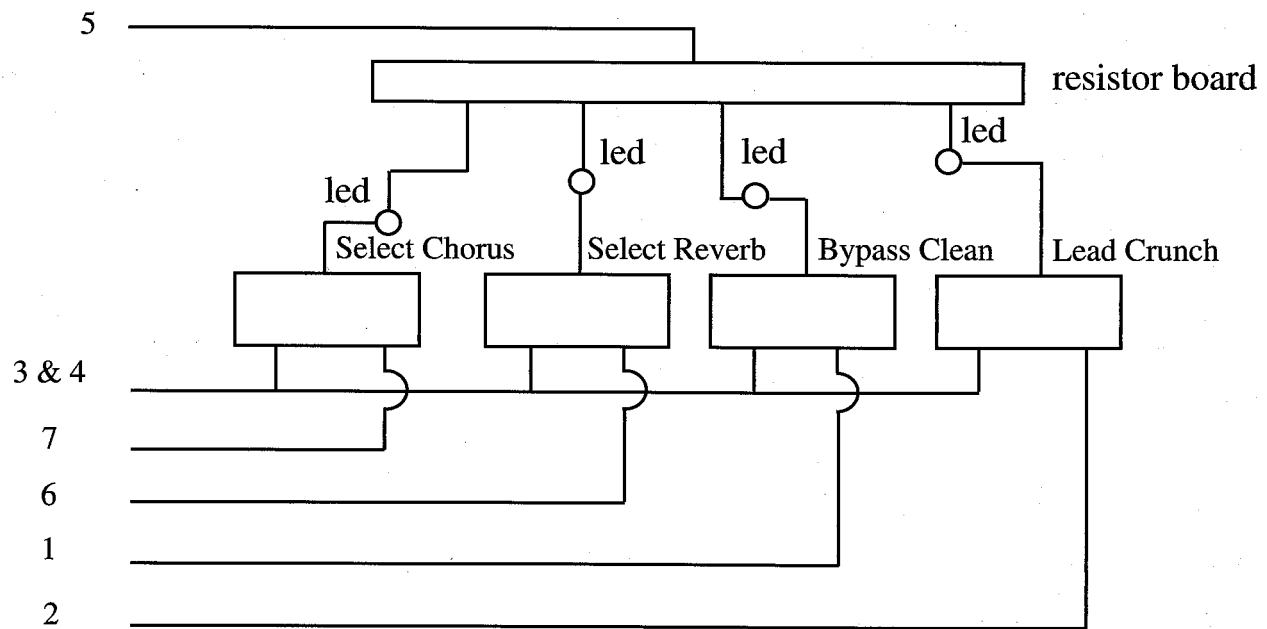 5
resistor board
led
led
led
led
Select Chorus
Select Reverb
Bypass Clean
Lead Crunch
3 & 4
7
6
1
2